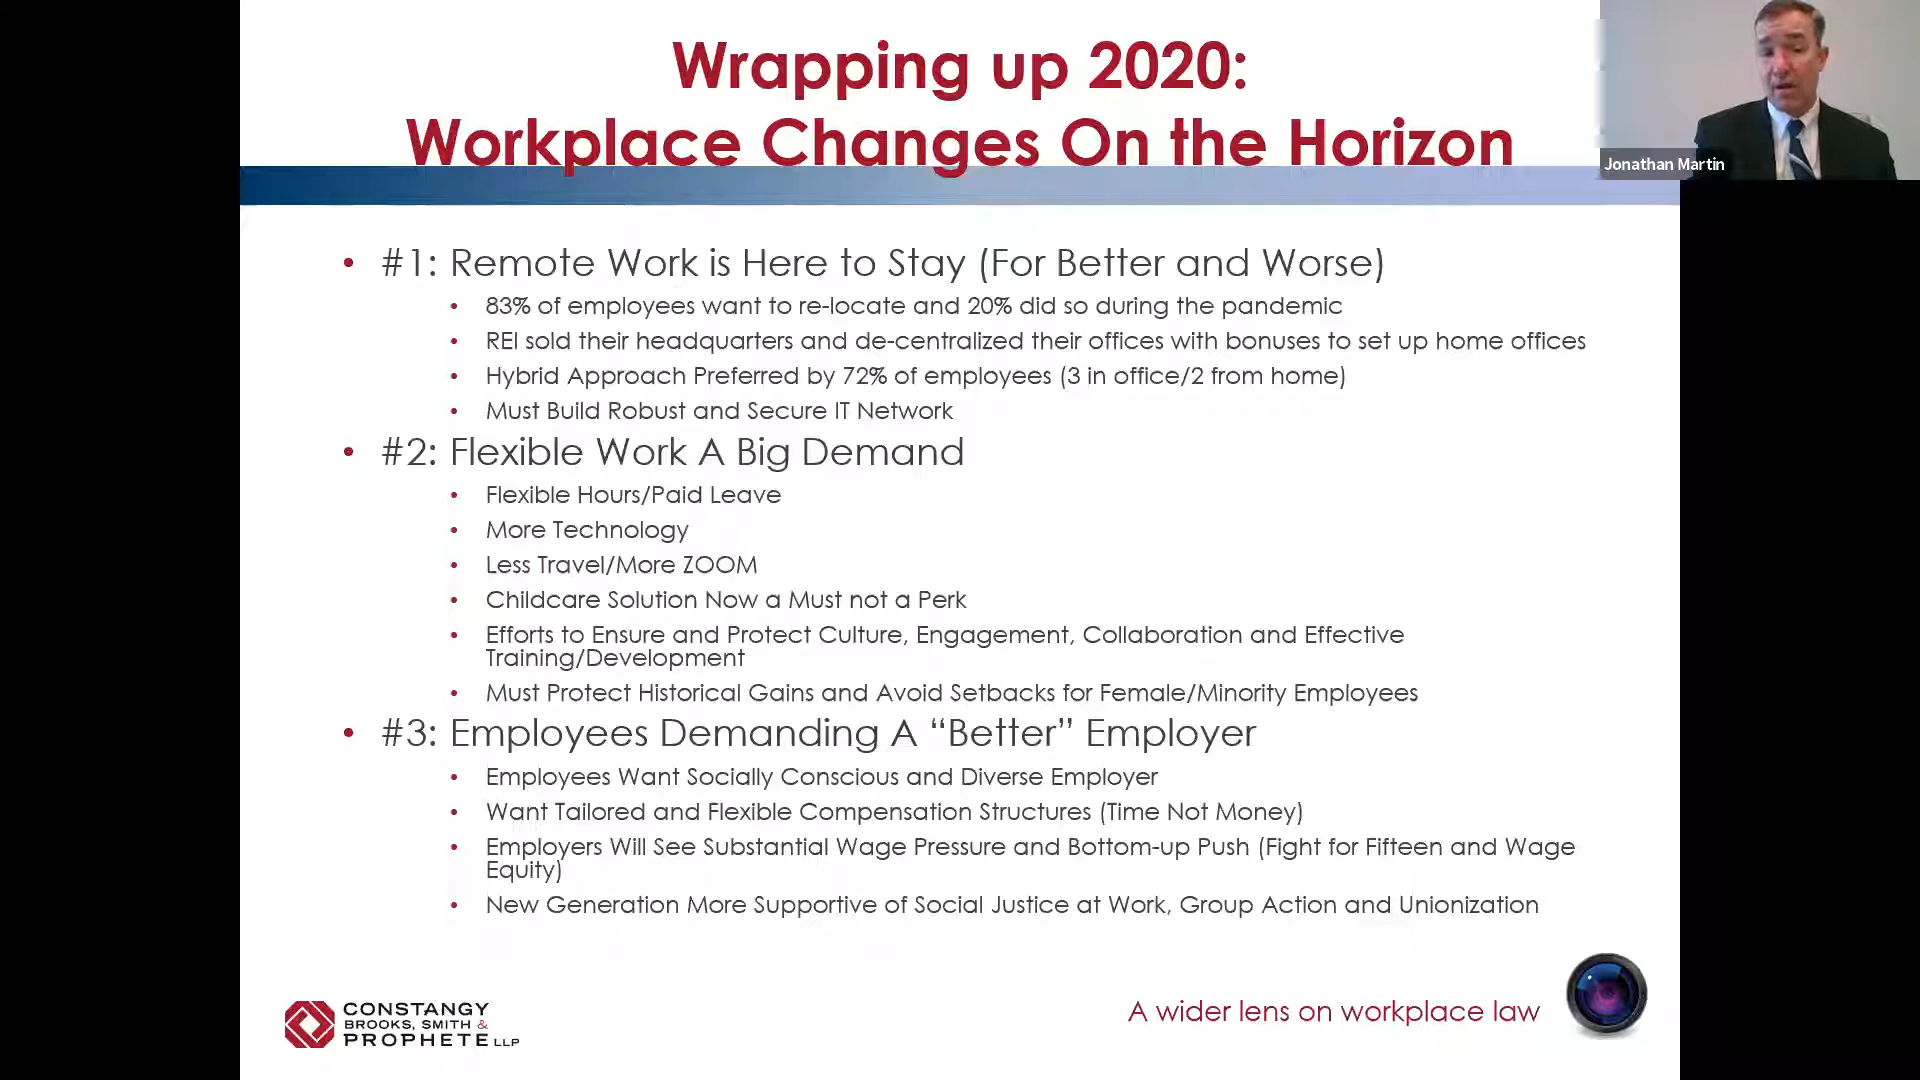 Wrapping up 2020:
Workplace Changes On the Horizon
Jonathan Martin
• #1: Remote Work is Here to Stay (For Better and Worse)
• 83% of employees want to re-locate and 20% did so during the pandemic
• REI sold their headquarters and de-centralized their offices with bonuses to set up home offices
• Hybrid Approach Preferred by 72% of employees (3 in office/2 from home)
• Must Build Robust and Secure IT Network
• #2: Flexible Work A Big Demand
• Flexible Hours/Paid Leave
• More Technology
• Less Travel/More ZOOM
• Childcare Solution Now a Must not a Perk
• Efforts to Ensure and Protect Culture, Engagement, Collaboration and Effective
Training/Development
• Must Protect Historical Gains and Avoid Setbacks for Female/Minority Employees
• #3: Employees Demanding A “Better” Employer
• Employees Want Socially Conscious and Diverse Employer
• Want Tailored and Flexible Compensation Structures (Time Not Money)
• Employers Will See Substantial Wage Pressure and Bottom-up Push (Fight for Fifteen and Wage
Equity)
• New Generation More Supportive of Social Justice at Work, Group Action and Unionization
CONSTANGY
BROOKS, SMITH &
PROPHETE LLP
A wider lens on workplace law